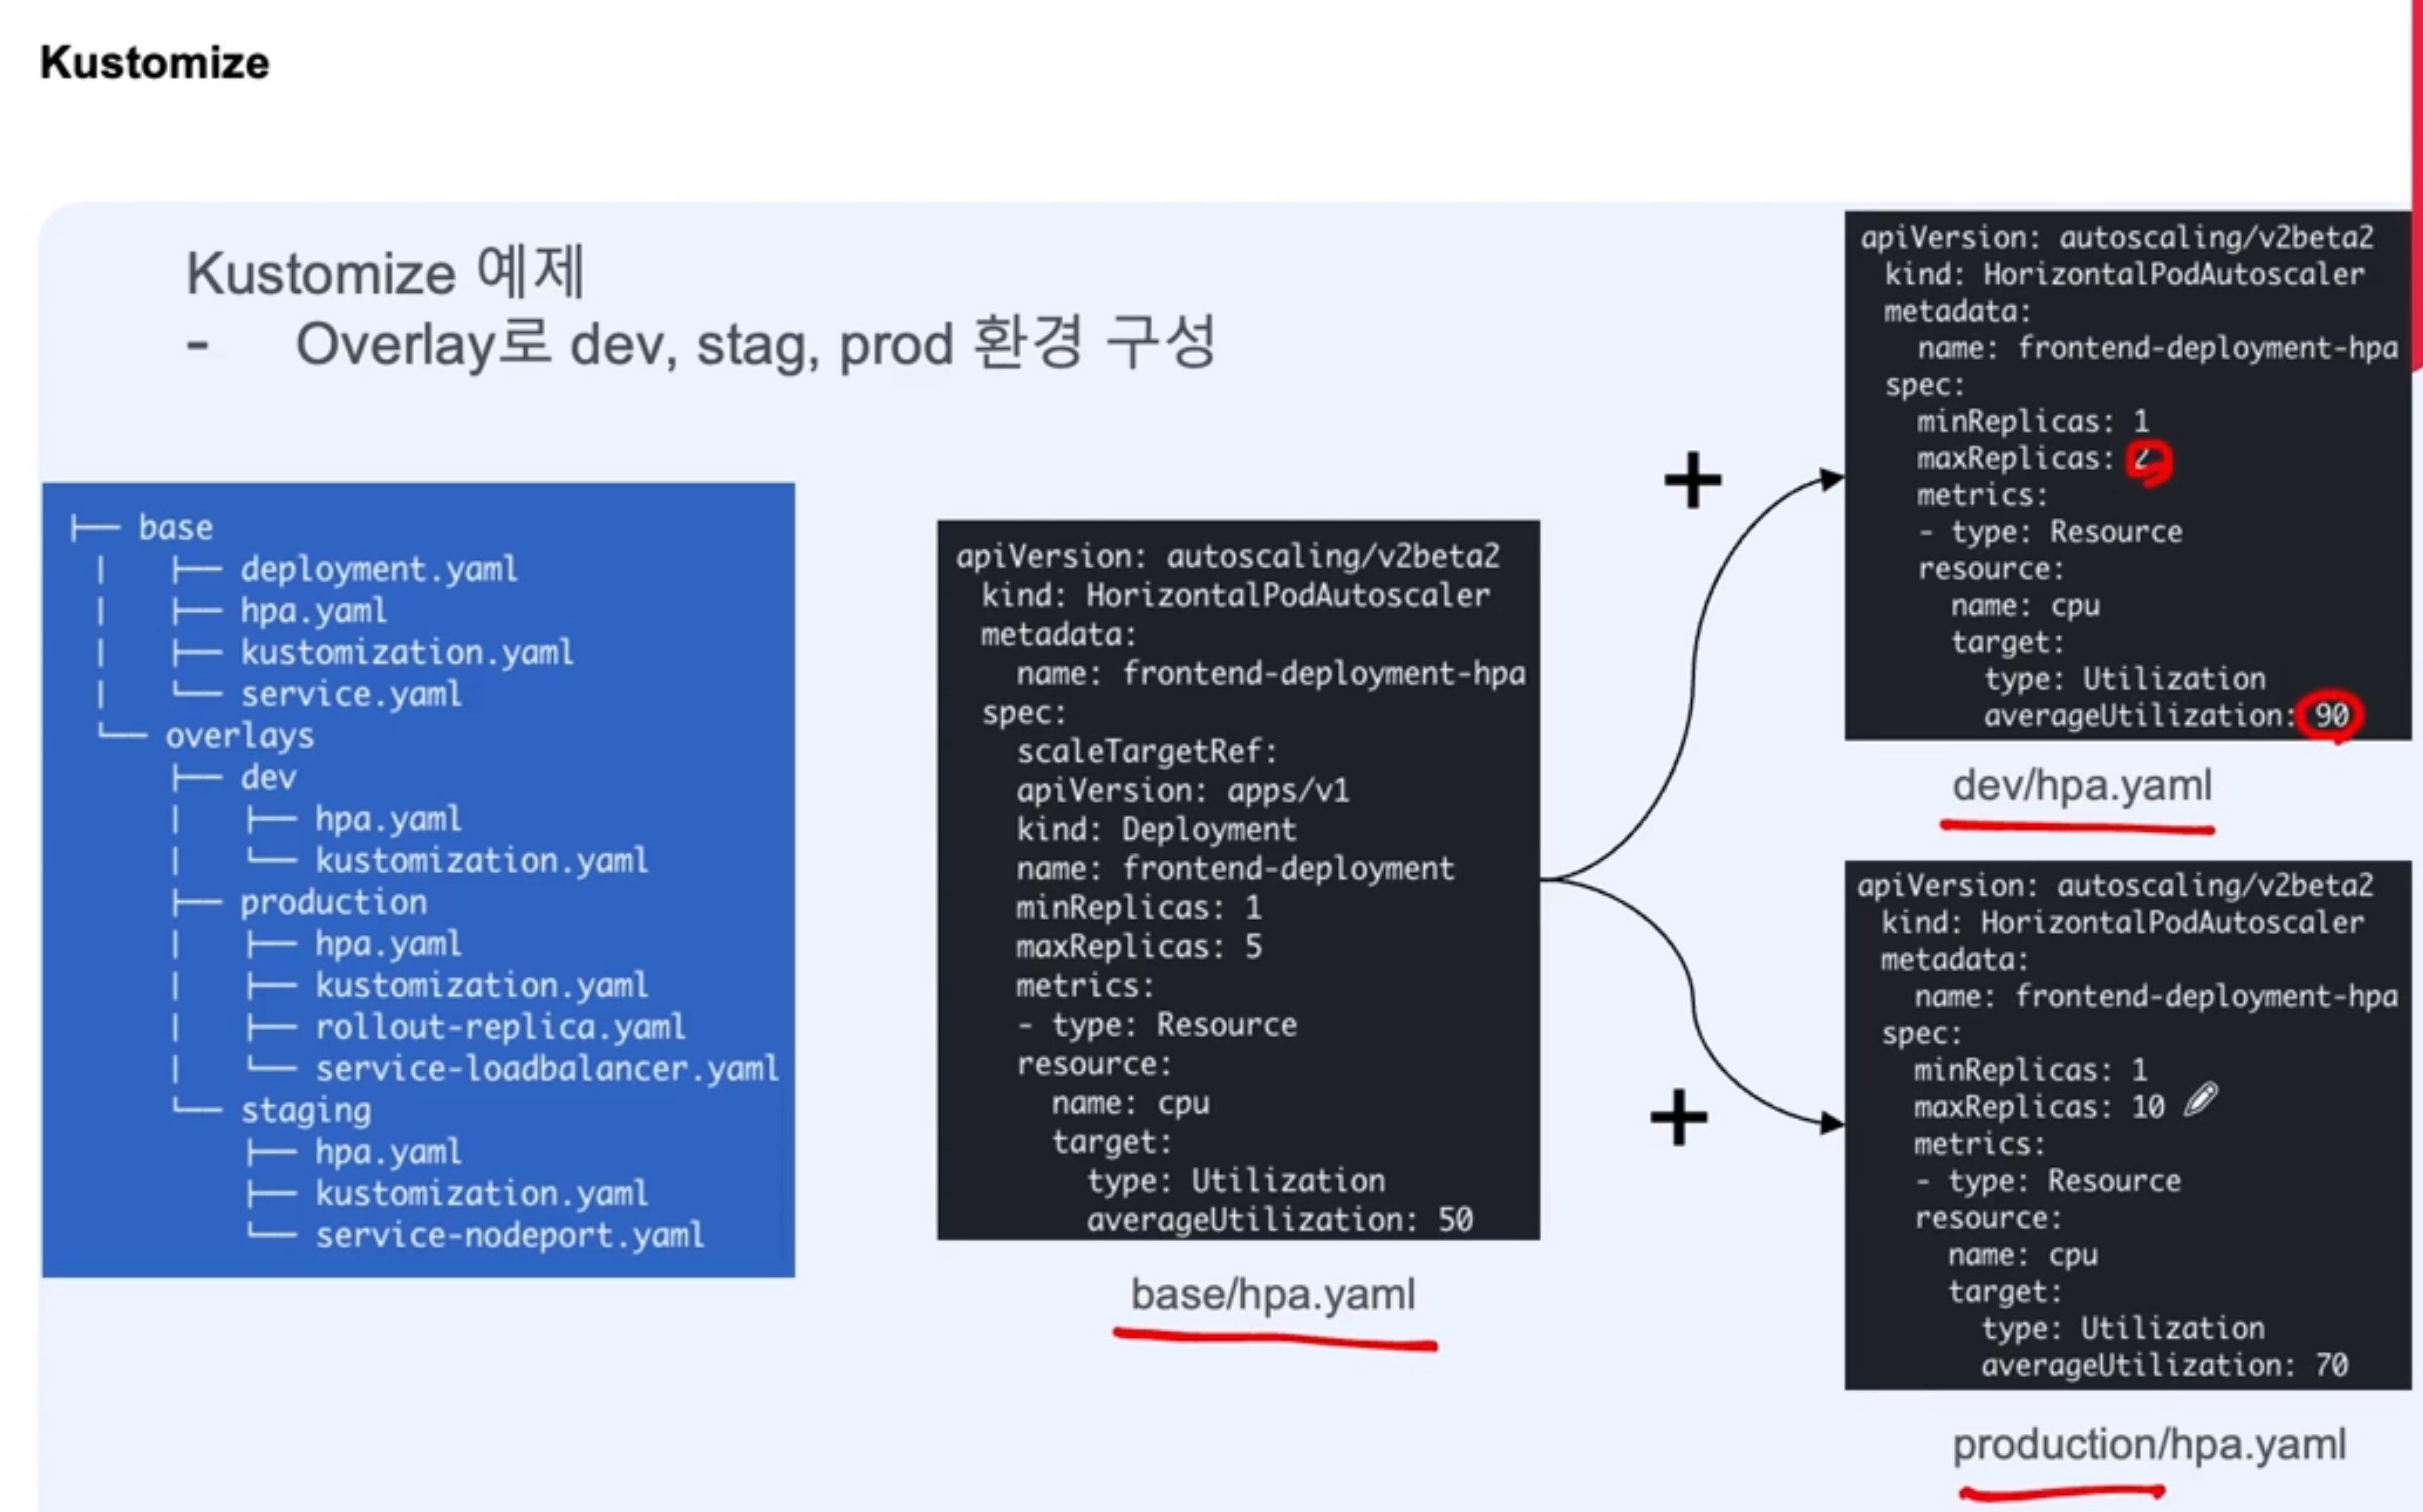 Kustomize
Kustomize 예제
- Overlay로 dev, stag, prod 환경 구성
├── base
│   ├── deployment.yaml
│   ├── hpa.yaml
│   ├── kustomization.yaml
│   └── service.yaml
└── overlays
├── dev
│   ├── hpa.yaml
│   └── kustomization.yaml
├── production
│   ├── hpa.yaml
│   ├── kustomization.yaml
│   ├── rollout-replica.yaml
│   └── service-loadbalancer.yaml
└── staging
├── hpa.yaml
├── kustomization.yaml
└── service-nodeport.yaml
apiVersion: autoscaling/v2beta2
kind: HorizontalPodAutoscaler
metadata:
name: frontend-deployment-hpa
spec:
scaleTargetRef:
apiVersion: apps/v1
kind: Deployment
name: frontend-deployment
minReplicas: 1
maxReplicas: 5
metrics:
- type: Resource
resource:
name: cpu
target:
type: Utilization
averageUtilization: 50
base/hpa.yaml
+
+
apiVersion: autoscaling/v2beta2
kind: HorizontalPodAutoscaler
metadata:
name: frontend-deployment-hpa
spec:
minReplicas: 1
maxReplicas: 2
metrics:
- type: Resource
resource:
name: cpu
target:
type: Utilization
averageUtilization: 90
dev/hpa.yaml
apiVersion: autoscaling/v2beta2
kind: HorizontalPodAutoscaler
metadata:
name: frontend-deployment-hpa
spec:
minReplicas: 1
maxReplicas: 10
metrics:
- type: Resource
resource:
name: cpu
target:
type: Utilization
averageUtilization: 70
production/hpa.yaml